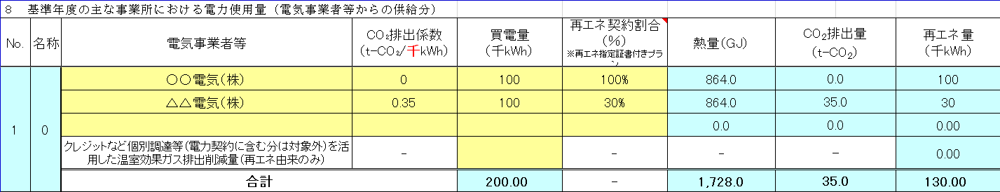 8　基準年度の主な事業所における電力使用量（電気事業者等からの供給分）
No. 名称 電気事業者等 CO₂排出係数 買電量 再エネ契約割合 熱量(GJ) CO₂排出量 再エネ量
(t-CO₂/千kWh) (千kWh) (%) (t-CO₂) (千kWh)
※再エネ指定証書付きプラ
ン
○○電気(株) 0 100 100% 864.0 0.0 100
△△電気(株) 0.35 100 30% 864.0 35.0 30
1 0 0.0 0.0 0.00
クレジットなど個別調達等(電力契約に含む分は対象外)を活 - - - - 0.00
用した温室効果ガス排出削減量(再エネ由来のみ)
合計 200.00 - 1,728.0 35.0 130.00